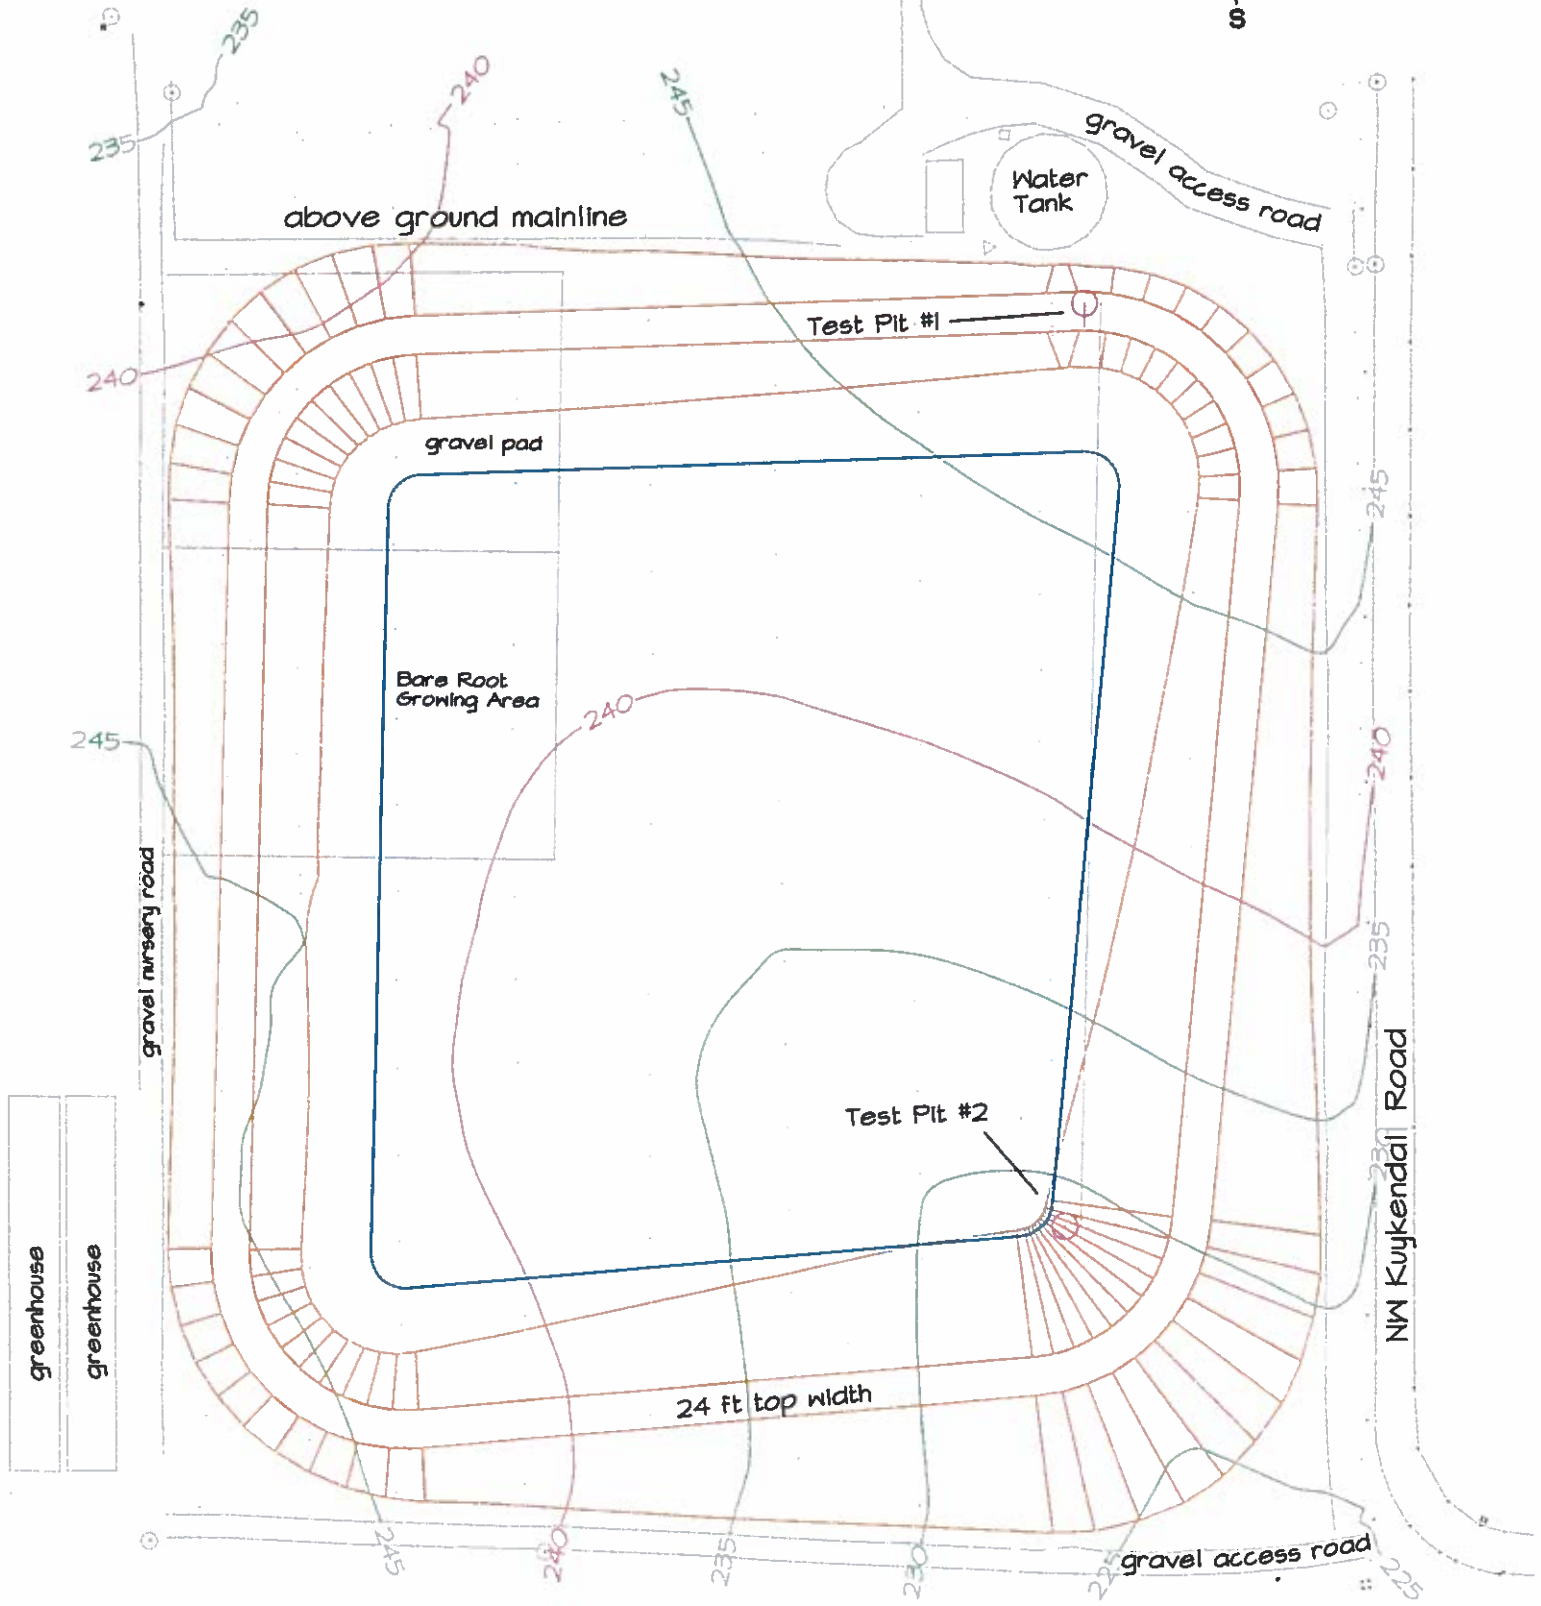 S
235
240
245
235
gravel access road
Water
Tank
above ground mainline
Test Pit #1
240
gravel pad
245
Bare Root
Growing Area
240
245
240
gravel nursery road
235
Test Pit #2
230
NW Kuykendall Road
greenhouse
greenhouse
24 ft top width
245
240
235
230
225
gravel access road
225